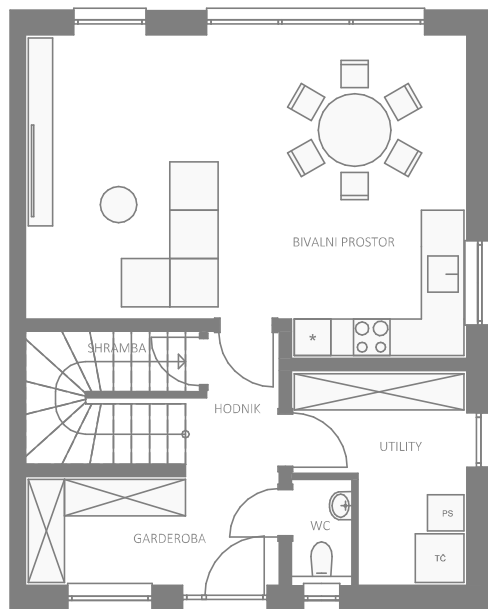 BIVALNI PROSTOR
*
SHRAMBA
HODNIK
UTILITY
PS
WC
GARDEROBA
TČ